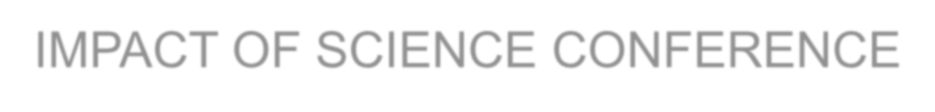 IMPACT OF SCIENCE CONFERENCE